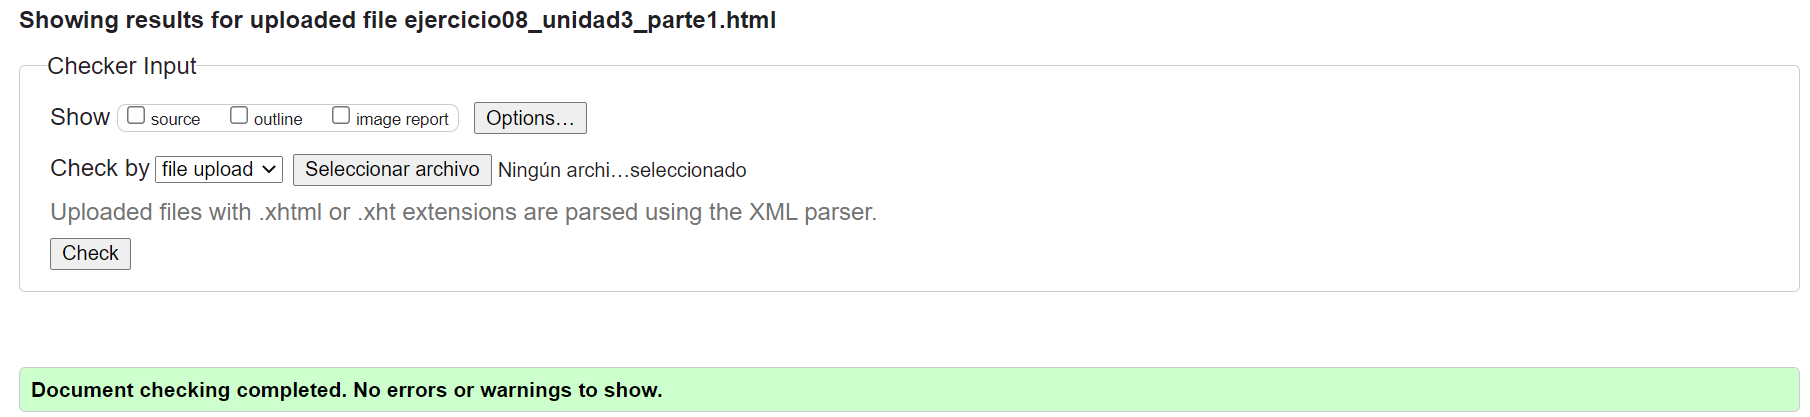 Showing results for uploaded file ejercicio08_unidad3_parte1.html
Checker Input
Show source outline image report Options...
Check by file upload Seleccionar archivo Ningún archi...seleccionado
Uploaded files with .xhtml or .xht extensions are parsed using the XML parser.
Check
Document checking completed. No errors or warnings to show.